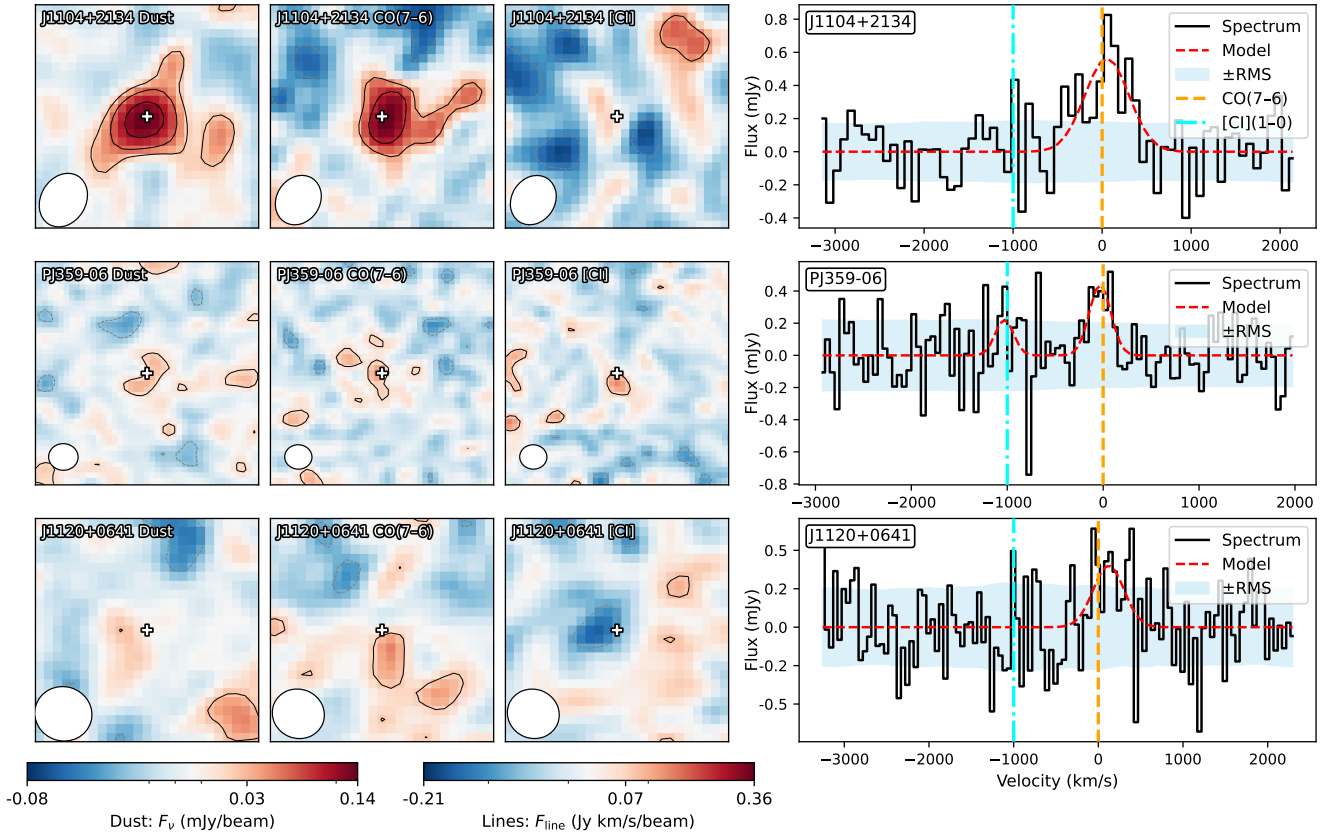 J1104+2134 Dust
J1104+2134 CO(7–6)
J1104+2134 [CI]
J1104+2134
Spectrum
Model
±RMS
CO(7–6)
[CI](1–0)
Flux (mJy)
0.8
0.4
0.0
-0.2
-0.4
−3000 −2000 −1000 0 1000 2000
PJ359-06 Dust
PJ359-06 CO(7–6)
PJ359-06 [CI]
PJ359-06
Spectrum
Model
±RMS
Flux (mJy)
0.4
0.2
0.0
-0.2
-0.4
-0.6
-0.8
−3000 −2000 −1000 0 1000 2000
J1120+0641 Dust
J1120+0641 CO(7–6)
J1120+0641 [CI]
J1120+0641
Spectrum
Model
±RMS
Flux (mJy)
0.5
0.2
0.0
-0.2
-0.5
−3000 −2000 −1000 0 1000 2000
Velocity (km/s)
-0.08 0.03 0.14
Dust: Fν (mJy/beam)
-0.21 0.07 0.36
Lines: Fline (Jy km/s/beam)